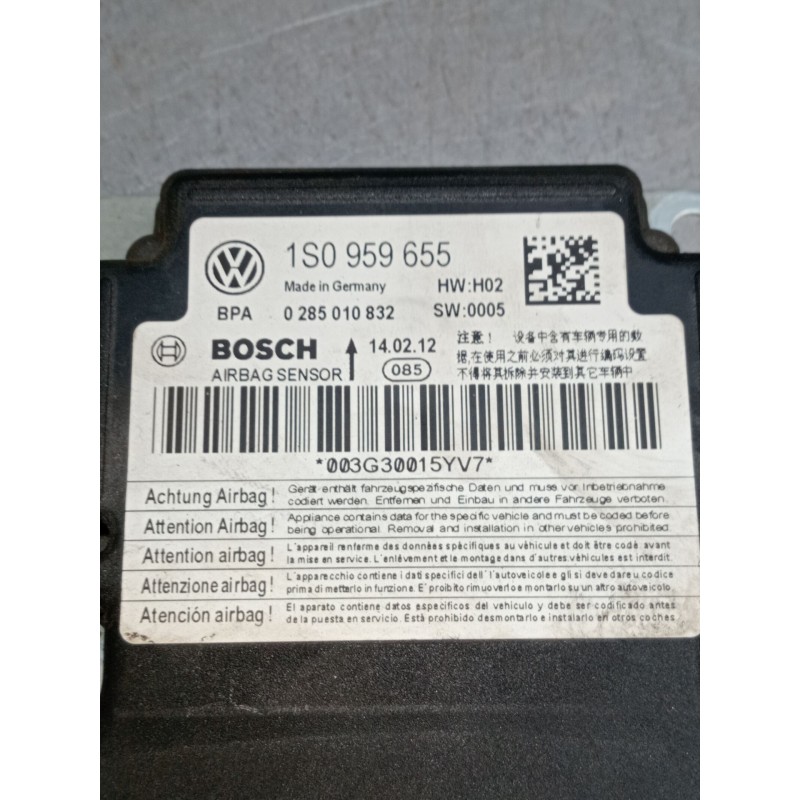 1S0 959 655
Made in Germany HW:H02
BPA 0 285 010 832 SW:0005
BOSCH 14.02.12
AIRBAG SENSOR 085
注意! 设备中含有车辆专用的数
据,在使用之前必须对其进行编码设置
不得将其拆除并安装到其它车辆中
*003G30015YV7*
Achtung Airbag! Gerät enthält fahrzeugspezifische Daten und muss vor Inbetriebnahme
codiert werden. Entfernen und Einbau in andere Fahrzeuge verboten.
Attention Airbag! Appliance contains data for the specific vehicle and must be coded before
being operational. Removal and installation in other vehicles prohibited.
Attention airbag! L'appareil renferme des données spécifiques au véhicule et doit être codé avant
la mise en service. L'enlèvement et le montage dans d'autres véhicules est interdit.
Attenzione airbag! L'apparecchio contiene i dati specifici dell'autoveicolo e gli si deve dare u codice
prima di metterlo in funzione. E' proibito rimuoverlo e montarlo su un altro autoveicolo.
Atención airbag! El aparato contiene datos especificos del vehiculo y debe ser codificado antes
de la puesta en servicio. Está prohibido desmontarlo e instalarlo en otros coches